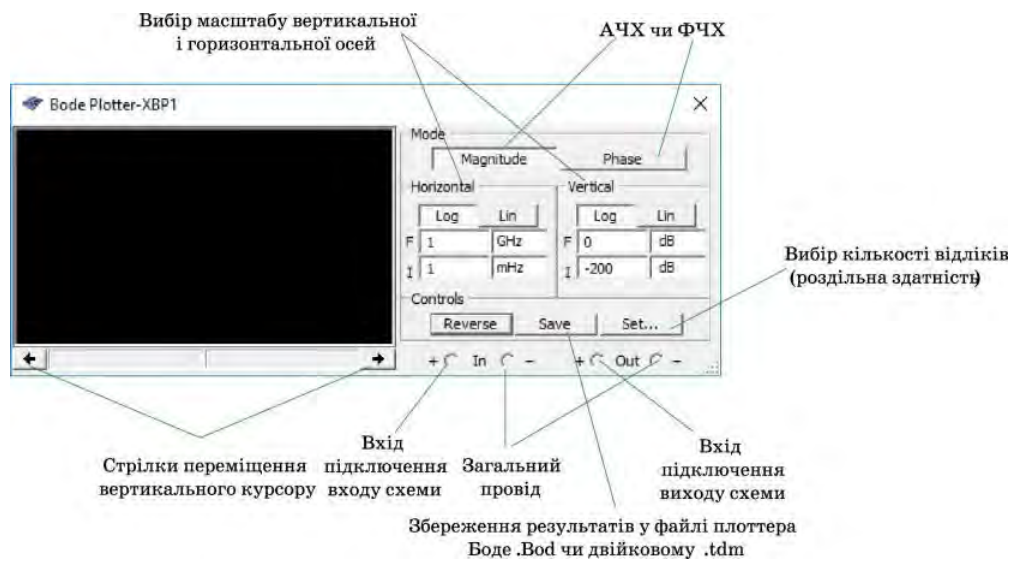 Вибір масштабу вертикальної
і горизонтальної осей
АЧХ чи ФЧХ
Bode Plotter-XBP1
Mode
Magnitude
Phase
Horizontal
Vertical
Log
Lin
Log
Lin
F 1 GHz
F 0 dB
I 1 mHz
I -200 dB
Controls
Reverse
Save
Set...
+ In -
+ Out -
Вибір кількості відліків
(роздільна здатність)
Стрілки переміщення
вертикального курсору
Вхід
підключення
входу схеми
Загальний
провід
Вхід
підключення
виходу схеми
Збереження результатів у файлі плоттера
Боде .Bod чи двійковому .tdm